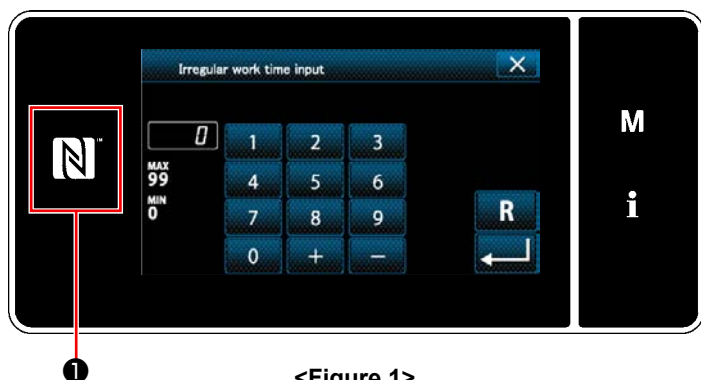 Irregular work time input
X
N™
0
MAX
99
MIN
0
1 2 3
4 5 6
7 8 9
0 + −
R
M
i
❶
<Figure 1>